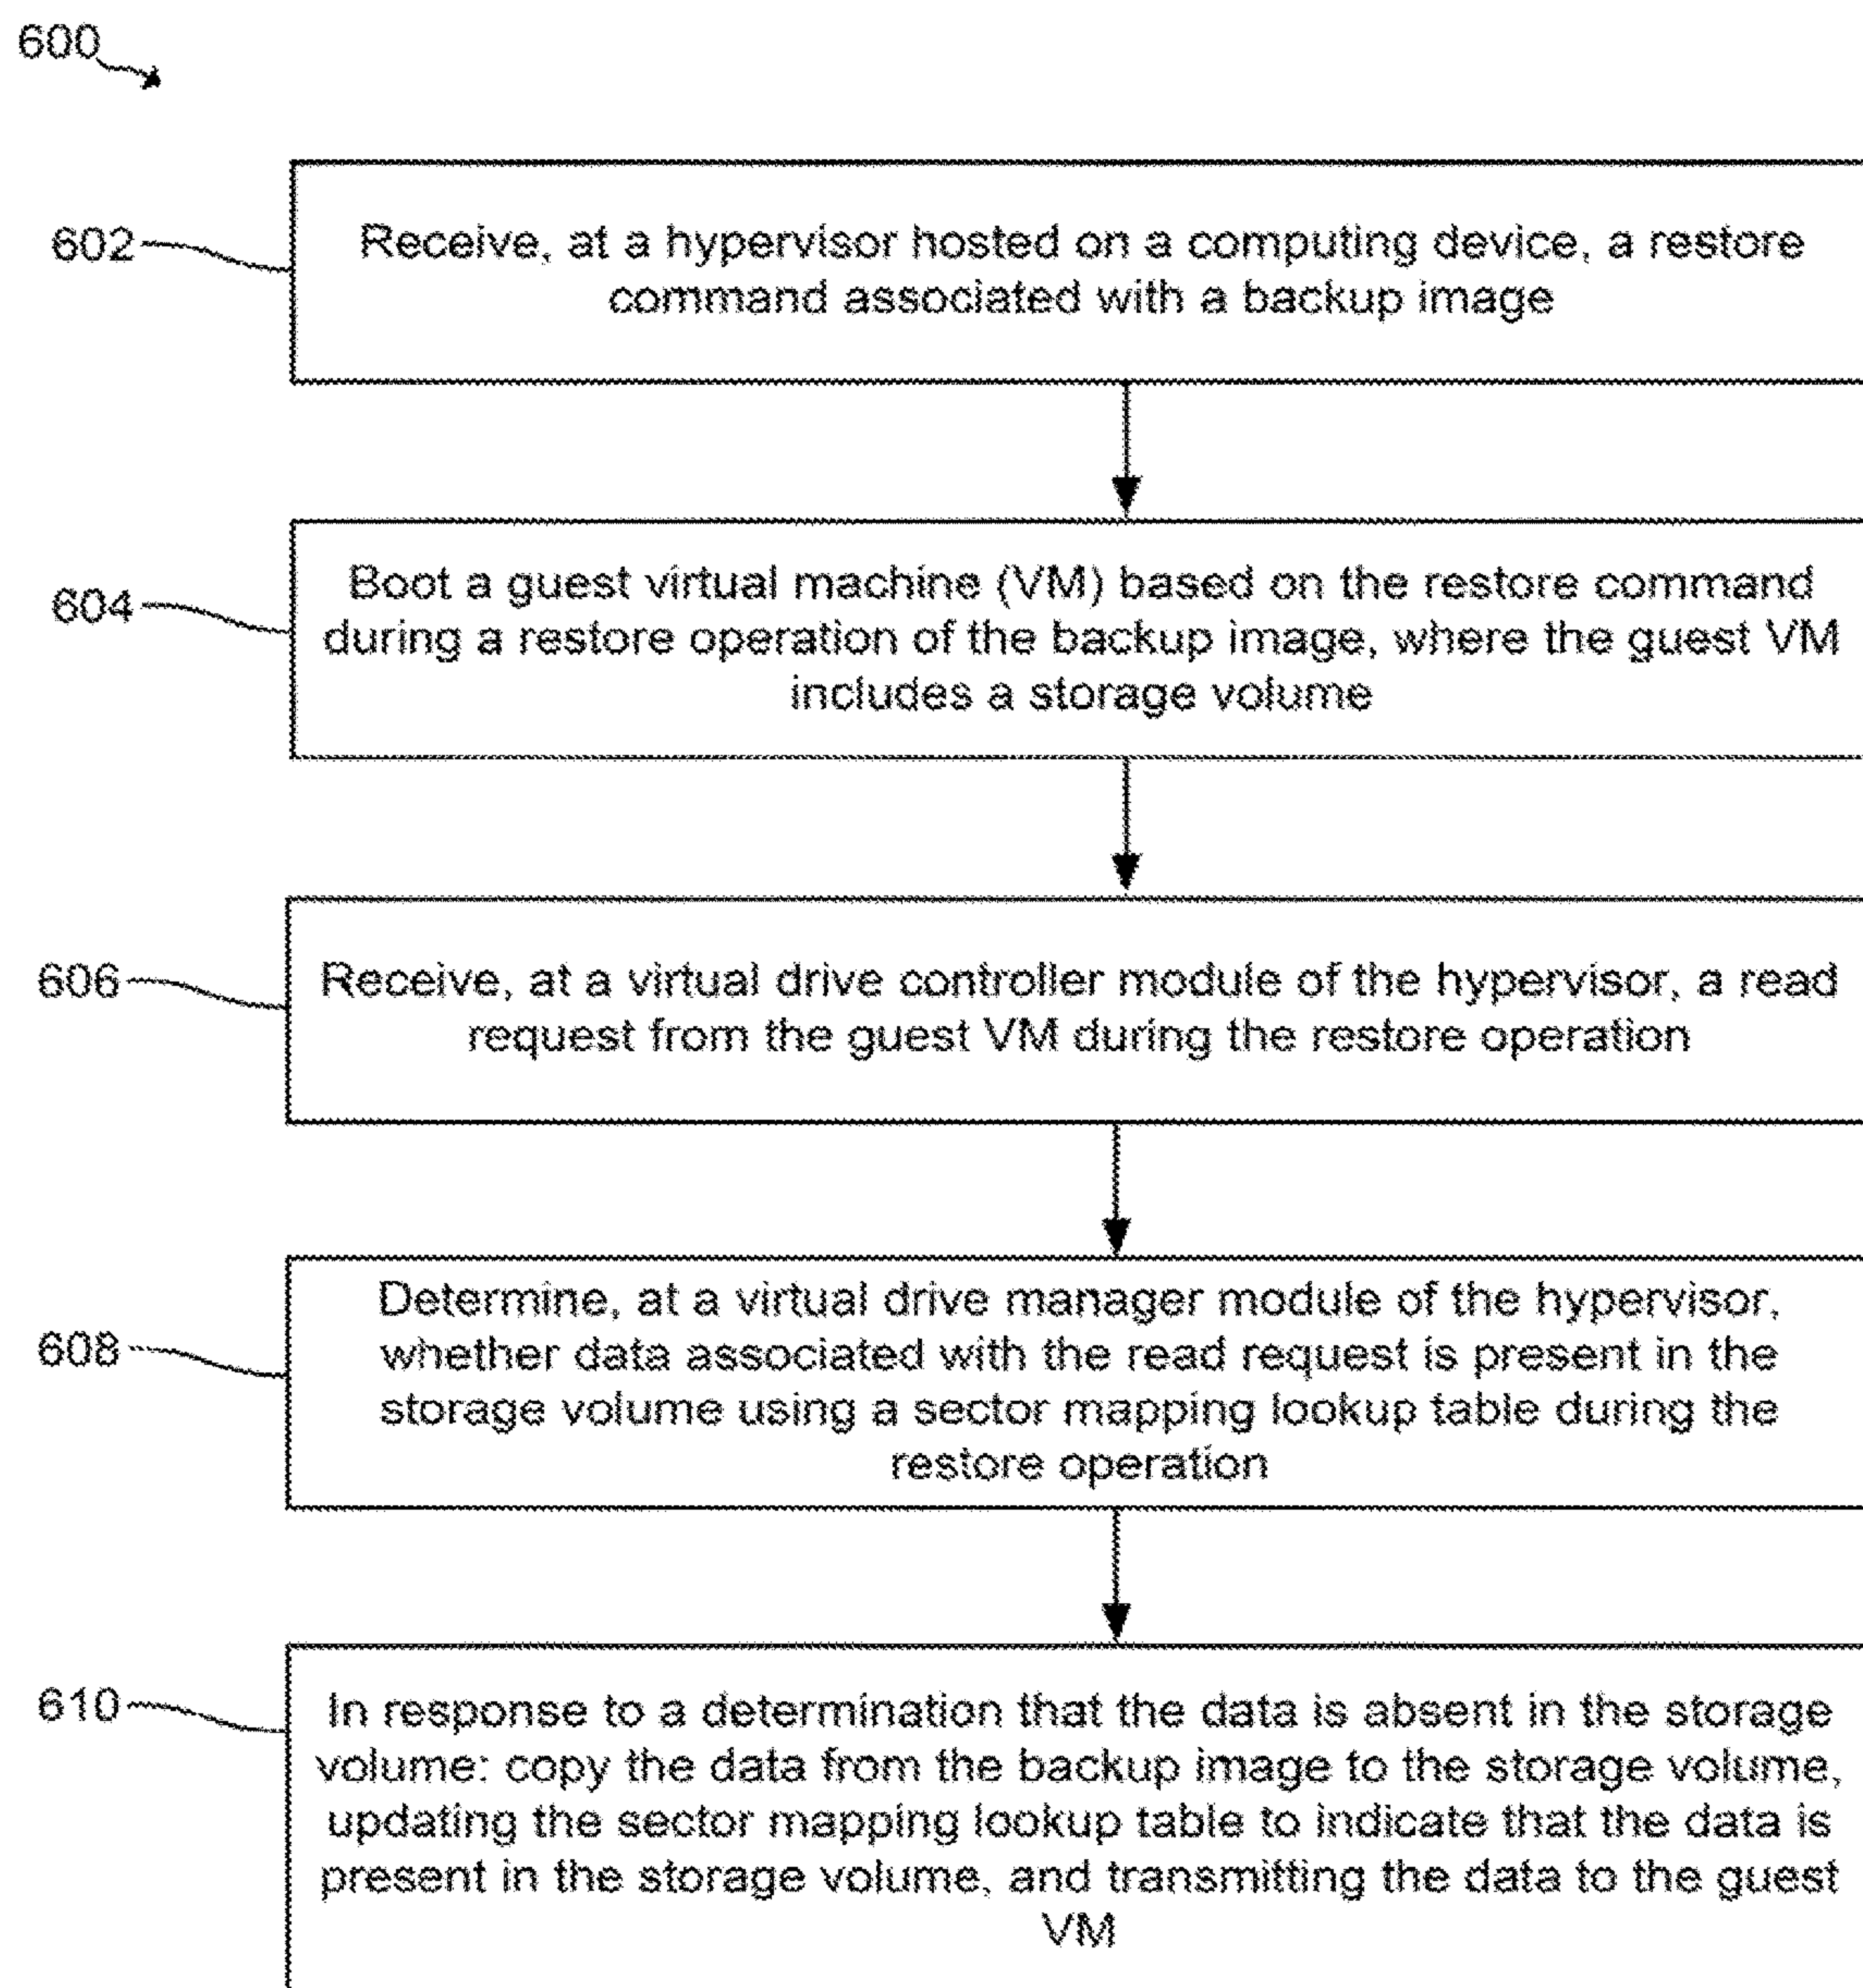 600
602
Receive, at a hypervisor hosted on a computing device, a restore
command associated with a backup image
604
Boot a guest virtual machine (VM) based on the restore command
during a restore operation of the backup image, where the guest VM
includes a storage volume
606
Receive, at a virtual drive controller module of the hypervisor, a read
request from the guest VM during the restore operation
608
Determine, at a virtual drive manager module of the hypervisor,
whether data associated with the read request is present in the
storage volume using a sector mapping lookup table during the
restore operation
610
In response to a determination that the data is absent in the storage
volume: copy the data from the backup image to the storage volume,
updating the sector mapping lookup table to indicate that the data is
present in the storage volume, and transmitting the data to the guest
VM